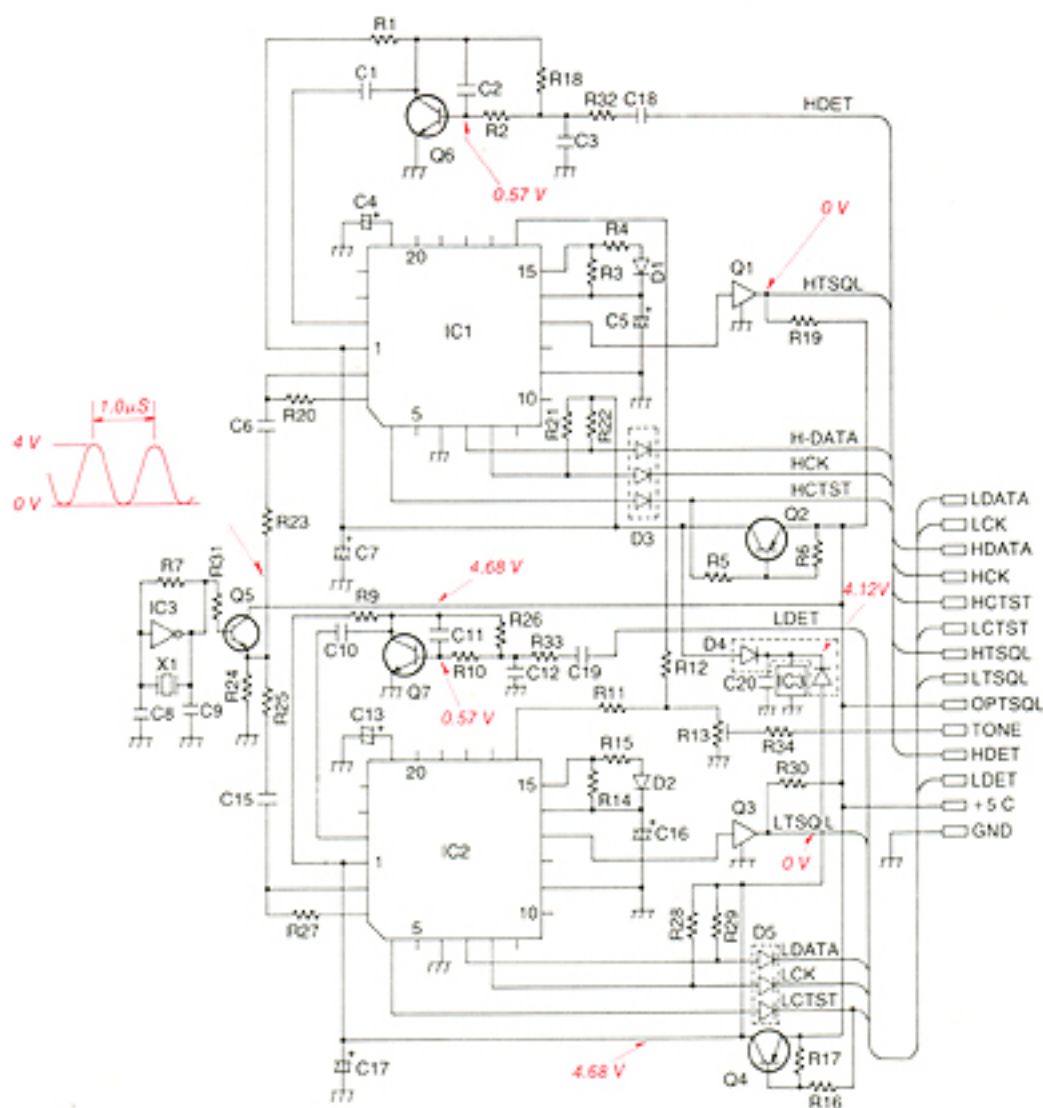 R1
C1
C2
R18
R32 C18
HDET
R2
C3
Q6
0.57 V
C4
0 V
20
R4
15
R3
D1
Q1
HTSQL
C5
IC1
R19
1
1.0µS
R20
10
4 V
C6
5
R21
R22
H-DATA
0 V
HCK
HCTST
LDATA
R23
Q2
LCK
D3
C7
R5
R6
HDATA
R7
R31
4.68 V
HCK
IC3
Q5
R9
4.12V
HCTST
C10
C11
R26
R33
LDET
LCTST
X1
R10
D4
HTSQL
C12
C19
R12
C20
IC3
LTSQL
R24
R25
Q7
C8
C9
0.57 V
R11
OPTSQL
C13
R13
TONE
20
R15
R34
HDET
15
R14
D2
R30
LDET
C15
Q3
+5 C
C16
LTSQL
GND
1
IC2
0 V
10
R27
R28
R29
5
D5
LDATA
LCK
LCTST
C17
4.68 V
Q4
R17
R16